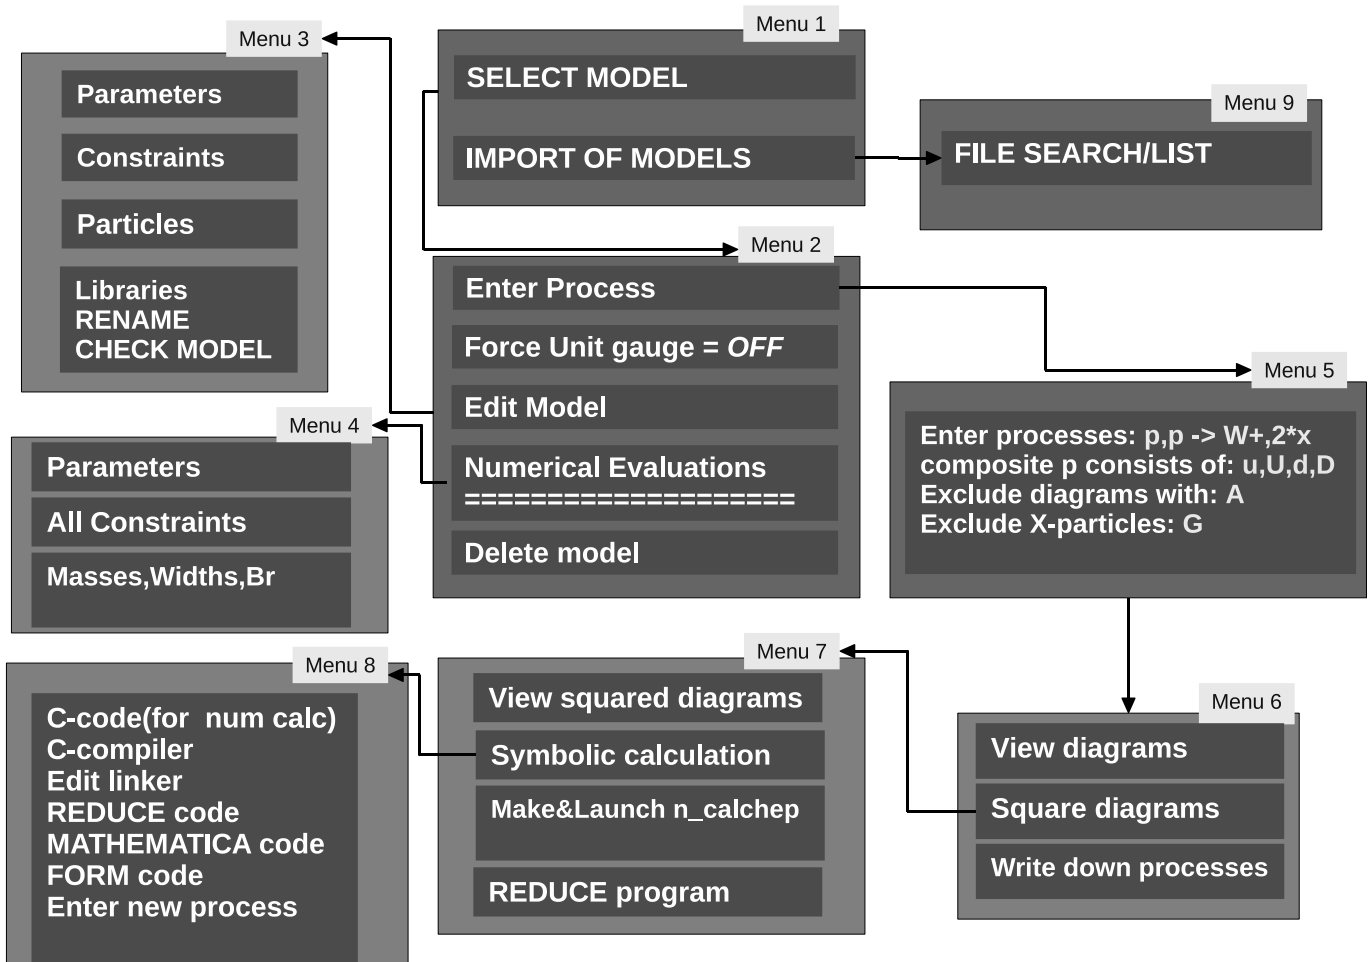 Menu 1
SELECT MODEL
IMPORT OF MODELS
Menu 9
FILE SEARCH/LIST
Menu 3
Parameters
Constraints
Particles
Libraries
RENAME
CHECK MODEL
Menu 2
Enter Process
Force Unit gauge = OFF
Edit Model
Numerical Evaluations
====================
Delete model
Menu 4
Parameters
All Constraints
Masses,Widths,Br
Menu 5
Enter processes: p,p -> W+,2*x
composite p consists of: u,U,d,D
Exclude diagrams with: A
Exclude X-particles: G
Menu 6
View diagrams
Square diagrams
Write down processes
Menu 7
View squared diagrams
Symbolic calculation
Make&Launch n_calchep
REDUCE program
Menu 8
C-code(for  num calc)
C-compiler
Edit linker
REDUCE code
MATHEMATICA code
FORM code
Enter new process